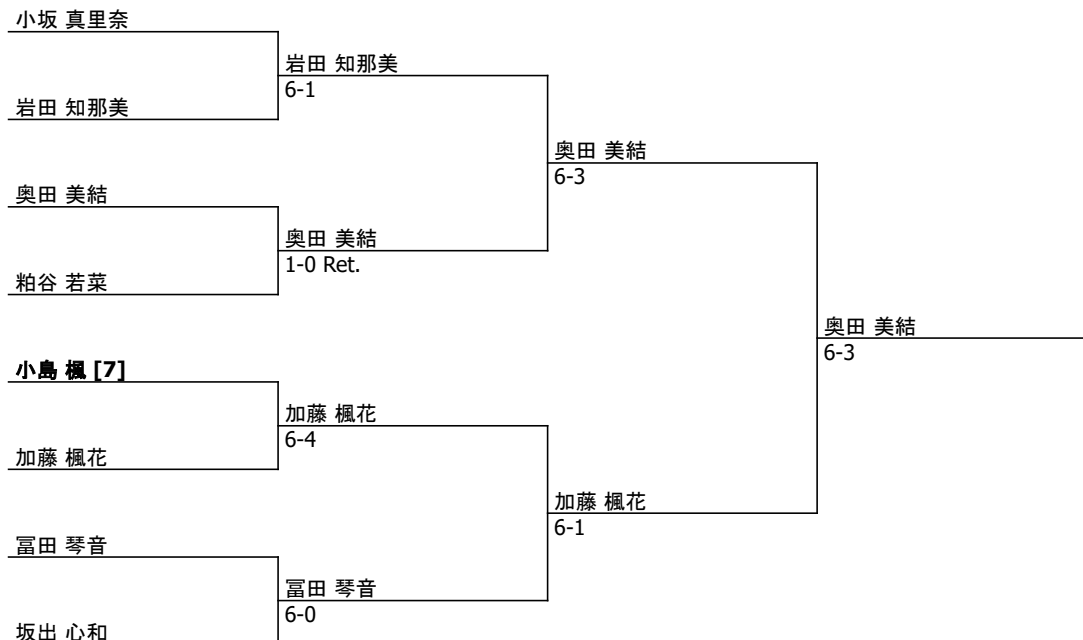 小坂 真里奈
岩田 知那美
6-1
岩田 知那美
奥田 美結
6-3
奥田 美結
奥田 美結
1-0 Ret.
粕谷 若菜
奥田 美結
6-3
小島 楓 [7]
加藤 楓花
6-4
加藤 楓花
加藤 楓花
6-1
冨田 琴音
冨田 琴音
6-0
坂出 心和